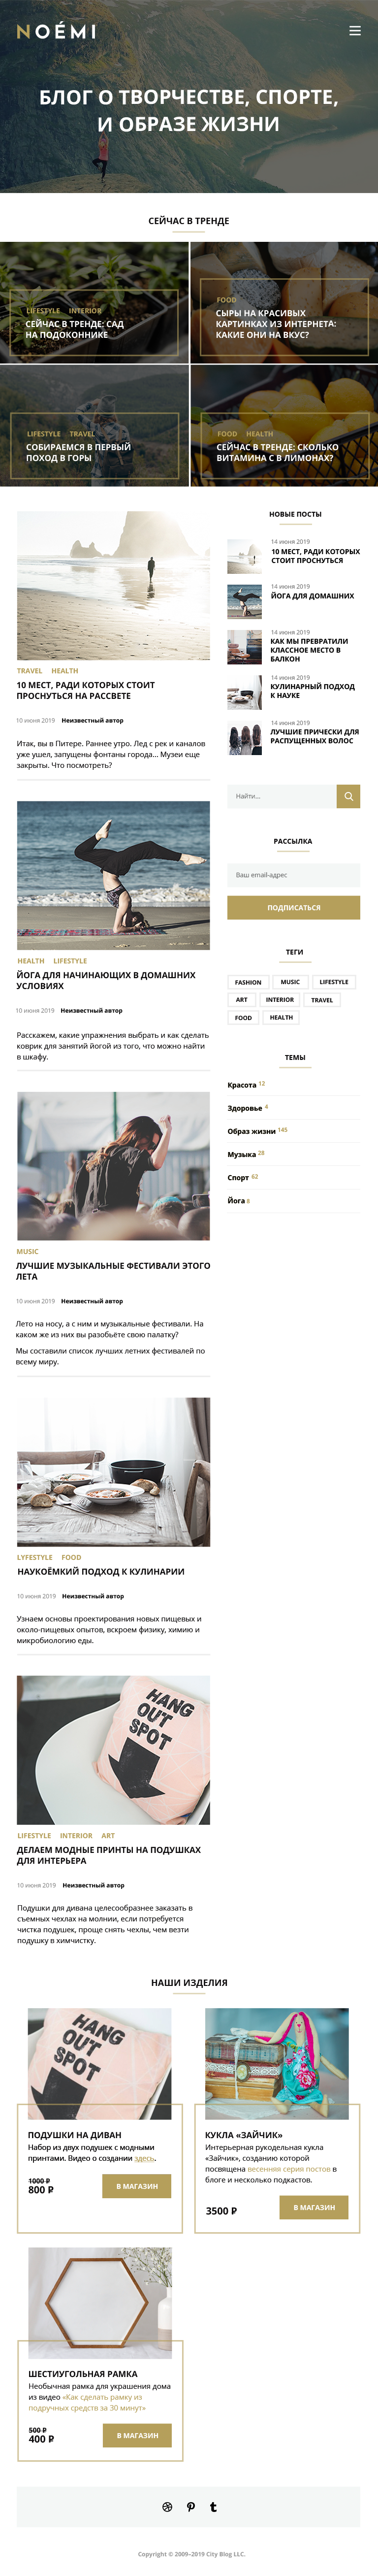 NOÉMI
БЛОГ О ТВОРЧЕСТВЕ, СПОРТЕ,
И ОБРАЗЕ ЖИЗНИ
СЕЙЧАС В ТРЕНДЕ
LIFESTYLE INTERIOR
СЕЙЧАС В ТРЕНДЕ: САД
НА ПОДОКОННИКЕ
FOOD
СЫРЫ НА КРАСИВЫХ
КАРТИНКАХ ИЗ ИНТЕРНЕТА:
КАКИЕ ОНИ НА ВКУС?
LIFESTYLE TRAVEL
СОБИРАЕМСЯ В ПЕРВЫЙ
ПОХОД В ГОРЫ
FOOD HEALTH
СЕЙЧАС В ТРЕНДЕ: СКОЛЬКО
ВИТАМИНА С В ЛИМОНАХ?
TRAVEL HEALTH
10 МЕСТ, РАДИ КОТОРЫХ СТОИТ
ПРОСНУТЬСЯ НА РАССВЕТЕ
10 июня 2019 Неизвестный автор
Итак, вы в Питере. Раннее утро. Лед с рек и каналов
уже ушел, запущены фонтаны города... Музеи еще
закрыты. Что посмотреть?
HEALTH LIFESTYLE
ЙОГА ДЛЯ НАЧИНАЮЩИХ В ДОМАШНИХ
УСЛОВИЯХ
10 июня 2019 Неизвестный автор
Расскажем, какие упражнения выбрать и как сделать
коврик для занятий йогой из того, что можно найти
в шкафу.
MUSIC
ЛУЧШИЕ МУЗЫКАЛЬНЫЕ ФЕСТИВАЛИ ЭТОГО
ЛЕТА
10 июня 2019 Неизвестный автор
Лето на носу, а с ним и музыкальные фестивали. На
каком же из них вы разобьёте свою палатку?
Мы составили список лучших летних фестивалей по
всему миру.
LYFESTYLE FOOD
НАУКОЁМКИЙ ПОДХОД К КУЛИНАРИИ
10 июня 2019 Неизвестный автор
Узнаем основы проектирования новых пищевых и
около-пищевых опытов, вскроем физику, химию и
микробиологию еды.
HANG
OUT
SPOT
LIFESTYLE INTERIOR ART
ДЕЛАЕМ МОДНЫЕ ПРИНТЫ НА ПОДУШКАХ
ДЛЯ ИНТЕРЬЕРА
10 июня 2019 Неизвестный автор
Подушки для дивана целесообразнее заказать в
съемных чехлах на молнии, если потребуется
чистка подушек, проще снять чехлы, чем везти
подушку в химчистку.
НОВЫЕ ПОСТЫ
14 июня 2019
10 МЕСТ, РАДИ КОТОРЫХ
СТОИТ ПРОСНУТЬСЯ
14 июня 2019
ЙОГА ДЛЯ ДОМАШНИХ
14 июня 2019
КАК МЫ ПРЕВРАТИЛИ
КЛАССНОЕ МЕСТО В
БАЛКОН
14 июня 2019
КУЛИНАРНЫЙ ПОДХОД
К НАУКЕ
14 июня 2019
ЛУЧШИЕ ПРИЧЕСКИ ДЛЯ
РАСПУЩЕННЫХ ВОЛОС
Найти...
РАССЫЛКА
Ваш email-адрес
ПОДПИСАТЬСЯ
ТЕГИ
FASHION MUSIC LIFESTYLE
ART INTERIOR TRAVEL
FOOD HEALTH
ТЕМЫ
Красота 12
Здоровье 4
Образ жизни 145
Музыка 28
Спорт 62
Йога 8
НАШИ ИЗДЕЛИЯ
HANG
OUT
SPOT
ПОДУШКИ НА ДИВАН
Набор из двух подушек с модными
принтами. Видео о создании здесь.
1000 ₽
800 ₽
В МАГАЗИН
КУКЛА «ЗАЙЧИК»
Интерьерная рукодельная кукла
«Зайчик», созданию которой
посвящена весенняя серия постов в
блоге и несколько подкастов.
3500 ₽
В МАГАЗИН
ШЕСТИУГОЛЬНАЯ РАМКА
Необычная рамка для украшения дома
из видео «Как сделать рамку из
подручных средств за 30 минут»
500 ₽
400 ₽
В МАГАЗИН
Copyright © 2009–2019 City Blog LLC.